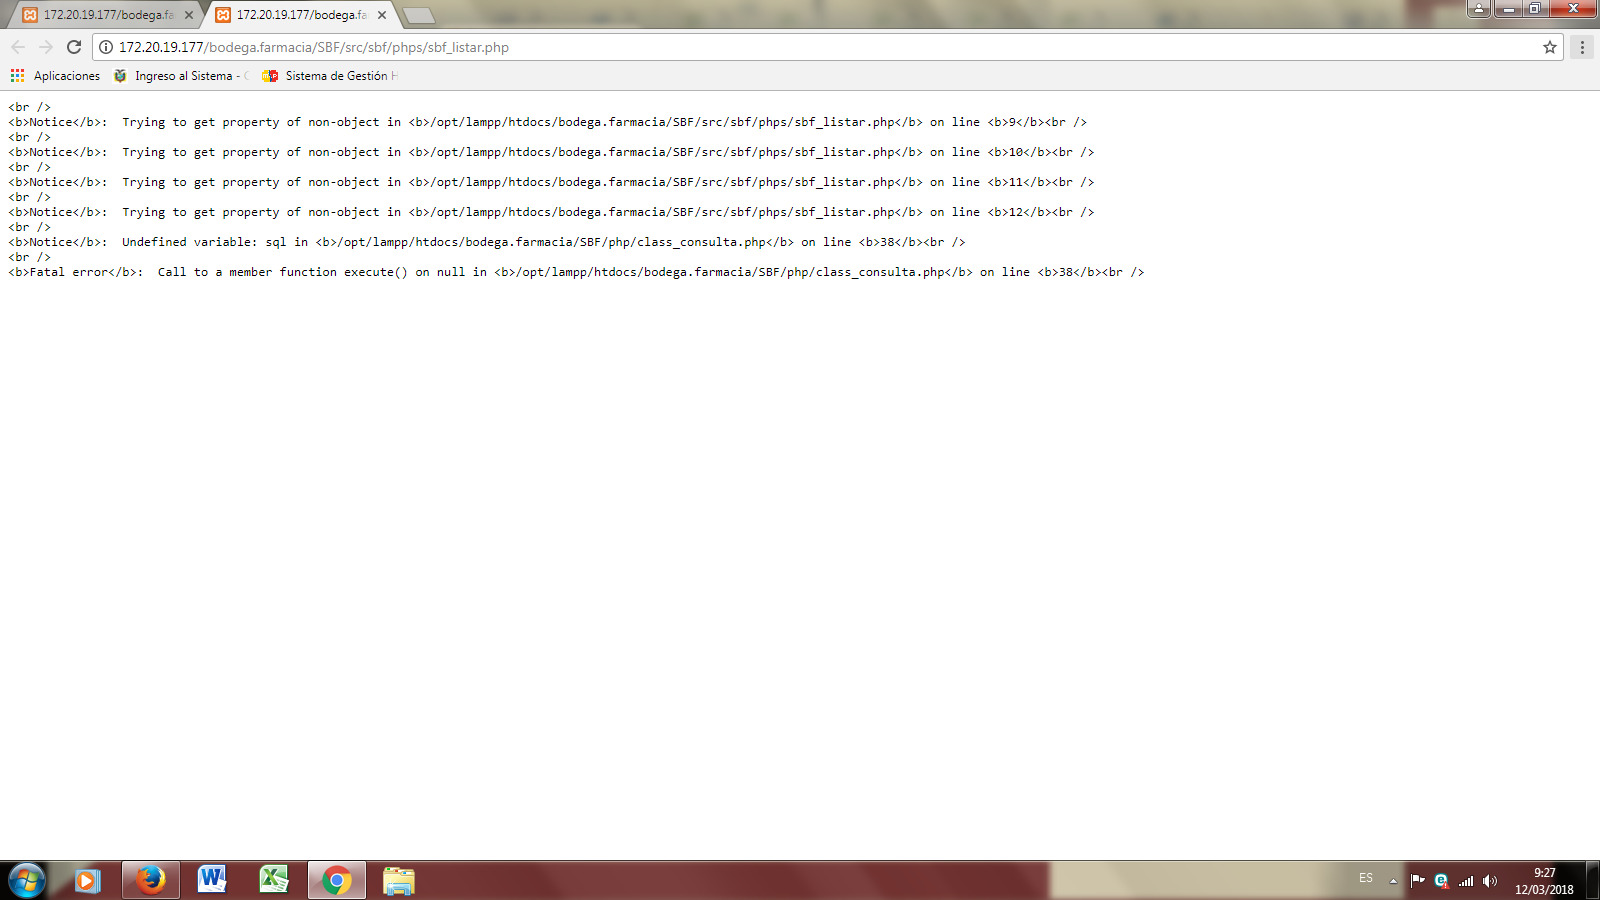 172.20.19.177/bodega.fa
172.20.19.177/bodega.fa
172.20.19.177/bodega.farmacia/SBF/src/sbf/phps/sbf_listar.php
Aplicaciones
Ingreso al Sistema -
Sistema de Gestión H
<br />
<b>Notice</b>:  Trying to get property of non-object in <b>/opt/lampp/htdocs/bodega.farmacia/SBF/src/sbf/phps/sbf_listar.php</b> on line <b>9</b><br />
<br />
<b>Notice</b>:  Trying to get property of non-object in <b>/opt/lampp/htdocs/bodega.farmacia/SBF/src/sbf/phps/sbf_listar.php</b> on line <b>10</b><br />
<br />
<b>Notice</b>:  Trying to get property of non-object in <b>/opt/lampp/htdocs/bodega.farmacia/SBF/src/sbf/phps/sbf_listar.php</b> on line <b>11</b><br />
<br />
<b>Notice</b>:  Trying to get property of non-object in <b>/opt/lampp/htdocs/bodega.farmacia/SBF/src/sbf/phps/sbf_listar.php</b> on line <b>12</b><br />
<br />
<b>Notice</b>:  Undefined variable: sql in <b>/opt/lampp/htdocs/bodega.farmacia/SBF/php/class_consulta.php</b> on line <b>38</b><br />
<br />
<b>Fatal error</b>:  Call to a member function execute() on null in <b>/opt/lampp/htdocs/bodega.farmacia/SBF/php/class_consulta.php</b> on line <b>38</b><br />
ES
9:27
12/03/2018